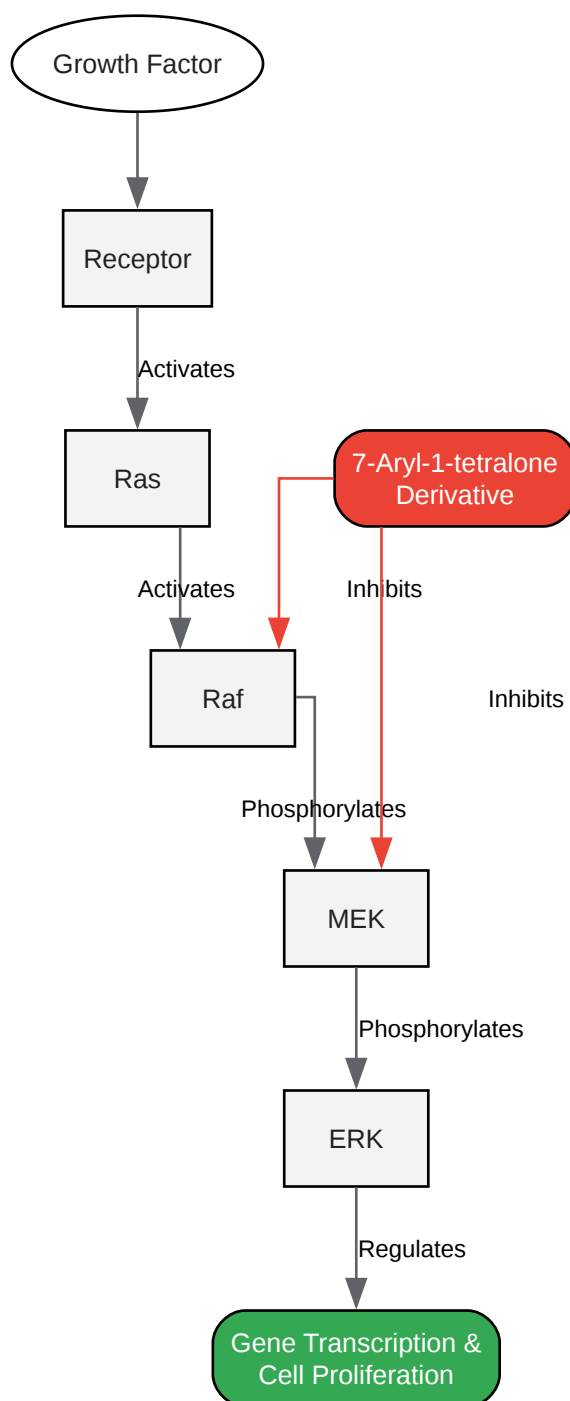 Growth Factor
Receptor
Activates
Ras
7-Aryl-1-tetralone
Derivative
Activates
Inhibits
Raf
Inhibits
Phosphorylates
MEK
Phosphorylates
ERK
Regulates
Gene Transcription &
Cell Proliferation